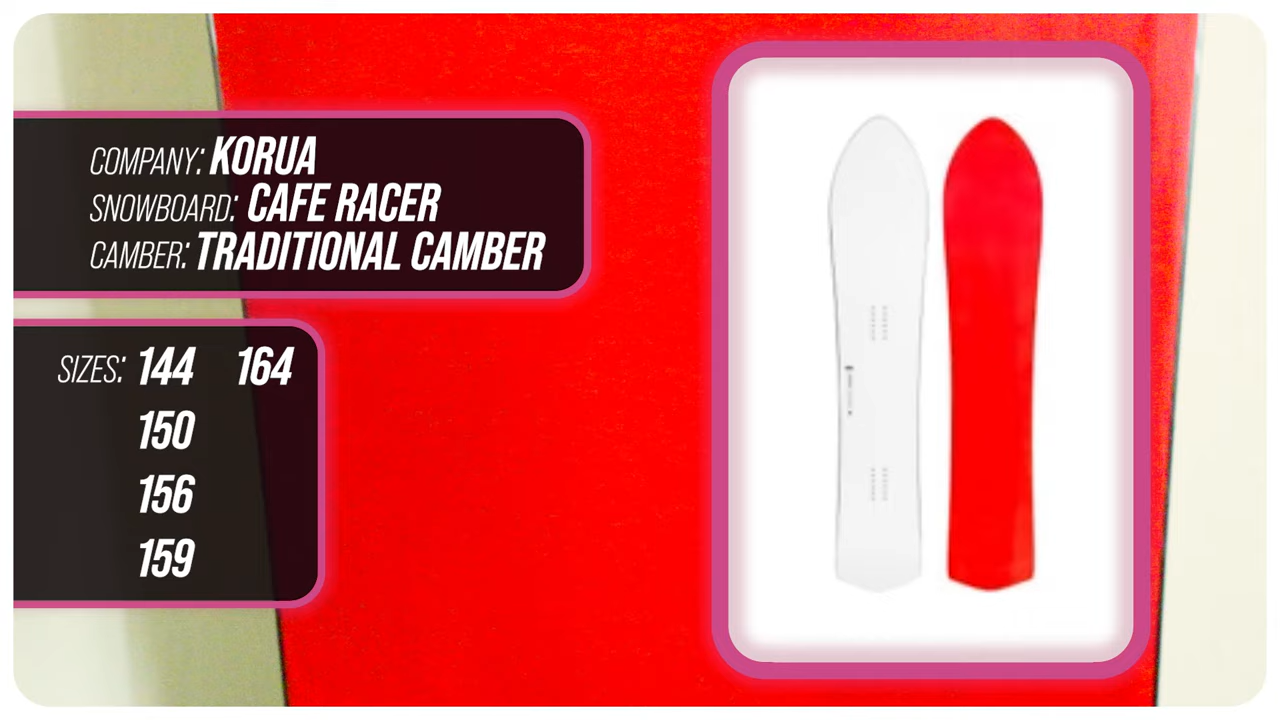 COMPANY: KORUA
SNOWBOARD: CAFE RACER
CAMBER: TRADITIONAL CAMBER
SIZES: 144 164
150
156
159